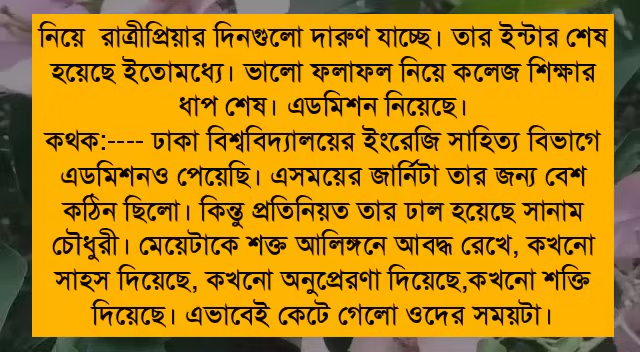 নিয়ে রাত্রীপ্রিয়ার দিনগুলো দারুণ যাচ্ছে। তার ইন্টার শেষ
হয়েছে ইতোমধ্যে। ভালো ফলাফল নিয়ে কলেজ শিক্ষার
ধাপ শেষ। এডমিশন নিয়েছে।
কথক:---- ঢাকা বিশ্ববিদ্যালয়ের ইংরেজি সাহিত্য বিভাগে
এডমিশনও পেয়েছি। এসময়ের জার্নিটা তার জন্য বেশ
কঠিন ছিলো। কিন্তু প্রতিনিয়ত তার ঢাল হয়েছে সানাম
চৌধুরী। মেয়েটাকে শক্ত আলিঙ্গনে আবদ্ধ রেখে, কখনো
সাহস দিয়েছে, কখনো অনুপ্রেরণা দিয়েছে,কখনো শক্তি
দিয়েছে। এভাবেই কেটে গেলো ওদের সময়টা।